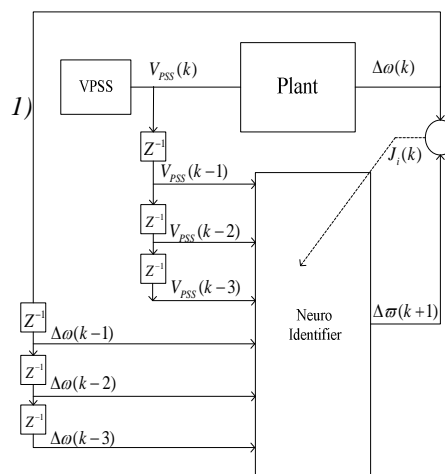 V_PSS(k)
Δω(k)
VPSS
Plant
1)
Z⁻¹
J_i(k)
V_PSS(k−1)
Z⁻¹
V_PSS(k−2)
Z⁻¹
V_PSS(k−3)
Neuro
Identifier
Δϖ(k+1)
Z⁻¹
Δω(k−1)
Z⁻¹
Δω(k−2)
Z⁻¹
Δω(k−3)